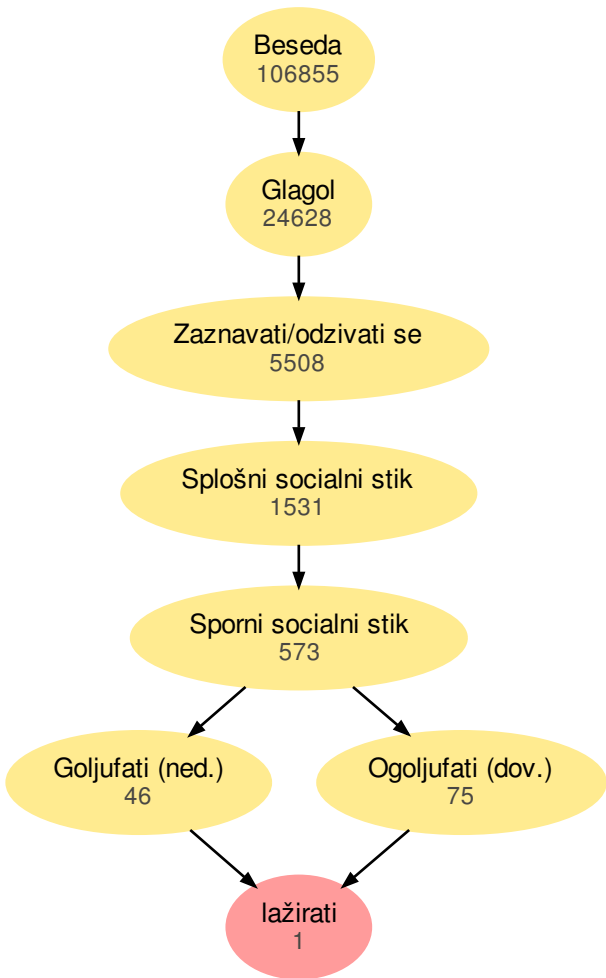 Beseda
106855
Glagol
24628
Zaznavati/odzivati se
5508
Splošni socialni stik
1531
Sporni socialni stik
573
Goljufati (ned.)
46
Ogoljufati (dov.)
75
lažirati
1